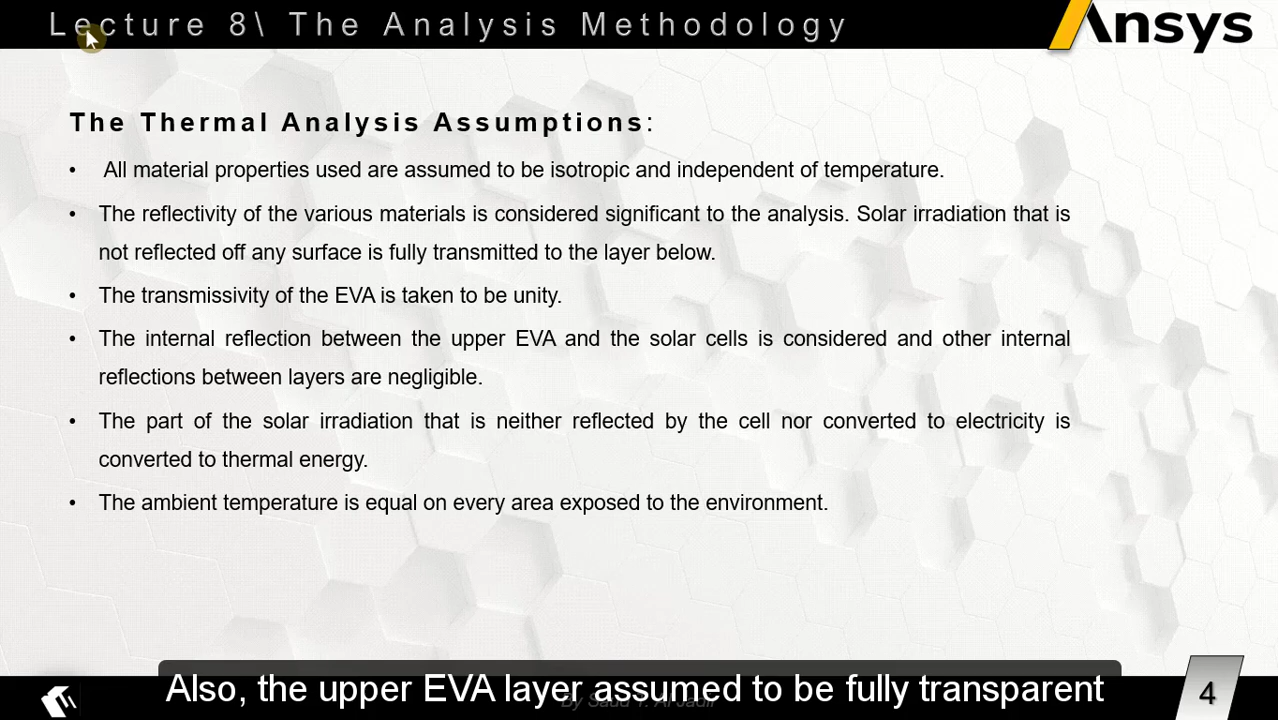 Lecture 8\ The Analysis Methodology
Ansys
The Thermal Analysis Assumptions:
• All material properties used are assumed to be isotropic and independent of temperature.
• The reflectivity of the various materials is considered significant to the analysis. Solar irradiation that is
not reflected off any surface is fully transmitted to the layer below.
• The transmissivity of the EVA is taken to be unity.
• The internal reflection between the upper EVA and the solar cells is considered and other internal
reflections between layers are negligible.
• The part of the solar irradiation that is neither reflected by the cell nor converted to electricity is
converted to thermal energy.
• The ambient temperature is equal on every area exposed to the environment.
Also, the upper EVA layer assumed to be fully transparent
4